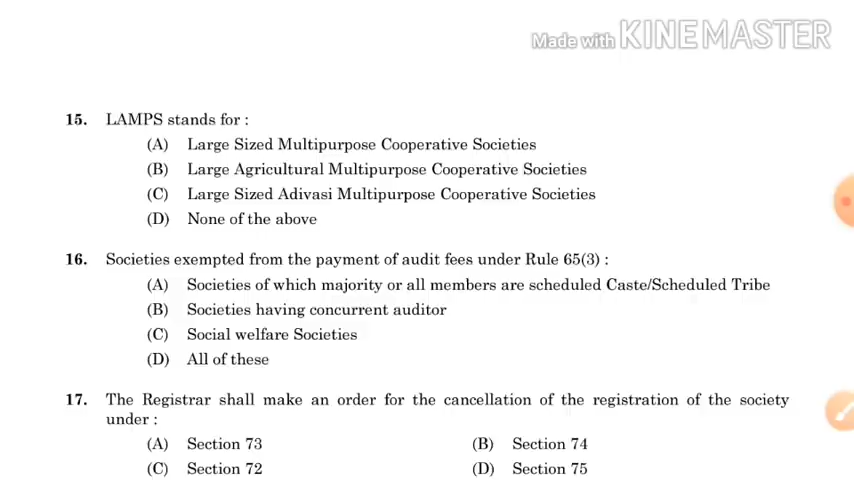 Made with KINEMASTER
15. LAMPS stands for :
(A) Large Sized Multipurpose Cooperative Societies
(B) Large Agricultural Multipurpose Cooperative Societies
(C) Large Sized Adivasi Multipurpose Cooperative Societies
(D) None of the above
16. Societies exempted from the payment of audit fees under Rule 65(3) :
(A) Societies of which majority or all members are scheduled Caste/Scheduled Tribe
(B) Societies having concurrent auditor
(C) Social welfare Societies
(D) All of these
17. The Registrar shall make an order for the cancellation of the registration of the society
under :
(A) Section 73 (B) Section 74
(C) Section 72 (D) Section 75